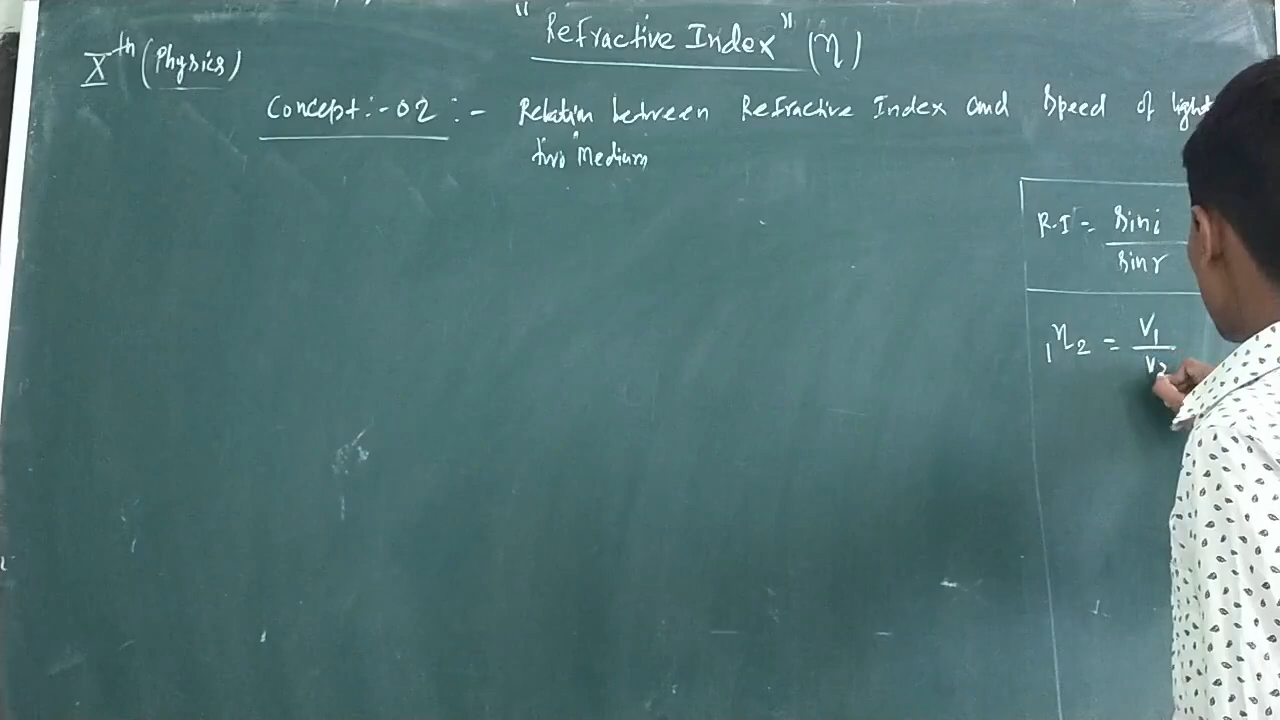 "Refractive Index" (η)
Xth (Physics)
Concept:-02 :- Relation between Refractive Index and Speed of light
two Medium
R.I = sin i / sin r
₁η₂ = V₁ / V₂